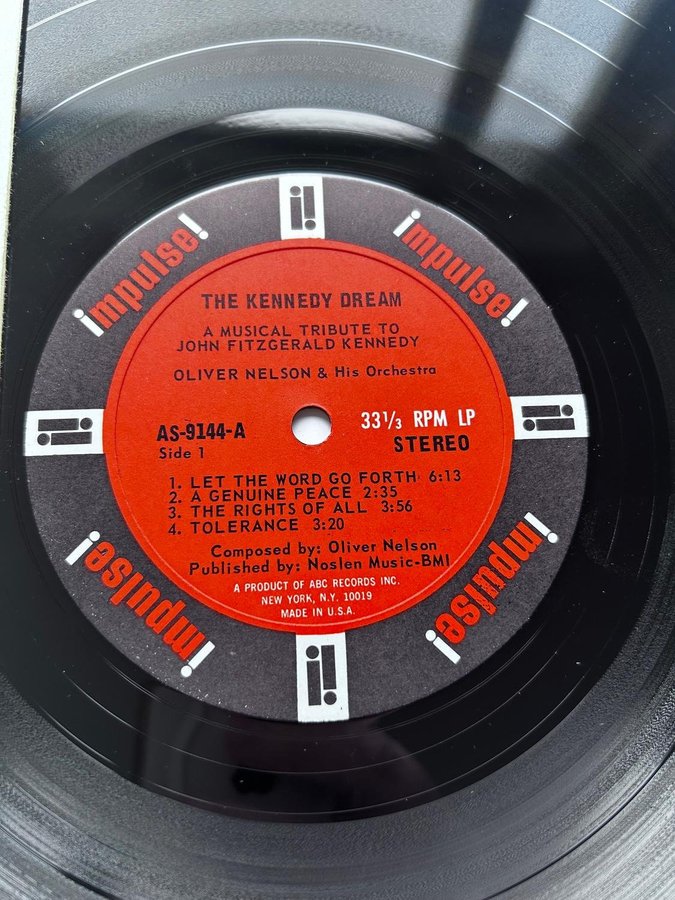 impulse!
impulse!
THE KENNEDY DREAM
A MUSICAL TRIBUTE TO
JOHN FITZGERALD KENNEDY
OLIVER NELSON & His Orchestra
AS-9144-A
Side 1
33 1/3 RPM LP
STEREO
1. LET THE WORD GO FORTH 6:13
2. A GENUINE PEACE 2:35
3. THE RIGHTS OF ALL 3:56
4. TOLERANCE 3:20
Composed by: Oliver Nelson
Published by: Noslen Music-BMI
A PRODUCT OF ABC RECORDS INC.
NEW YORK, N.Y. 10019
MADE IN U.S.A.
impulse!
impulse!